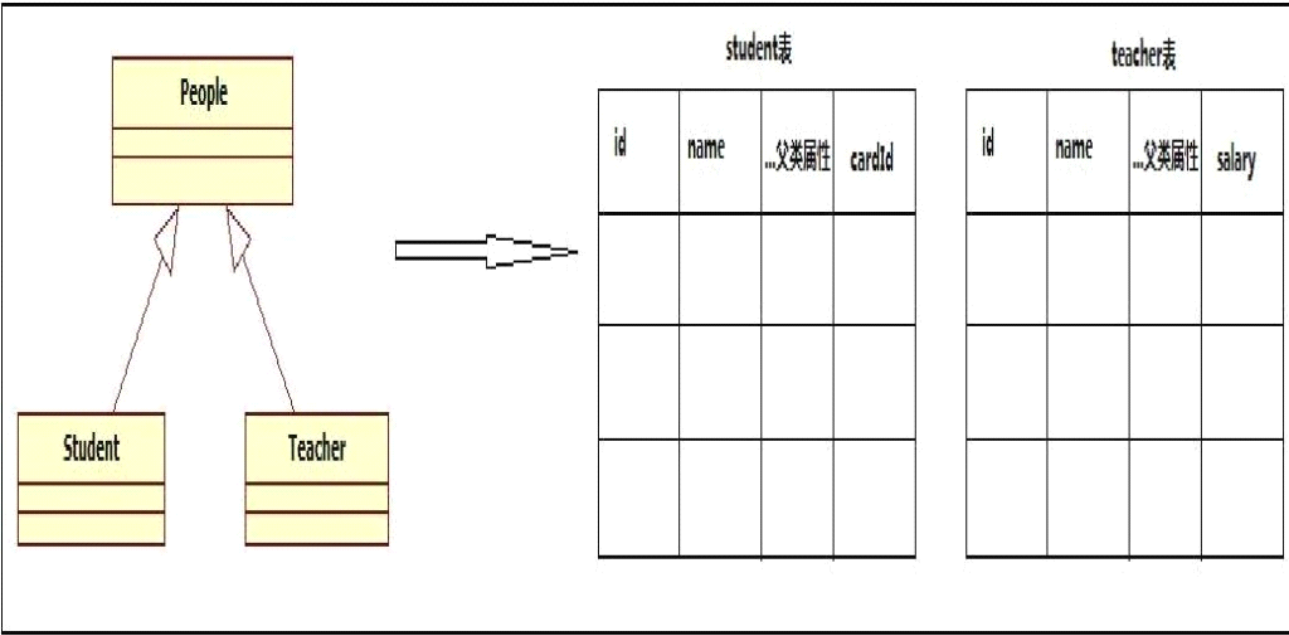 People
Student
Teacher
student表
id name ...父类属性 cardId
teacher表
id name ...父类属性 salary